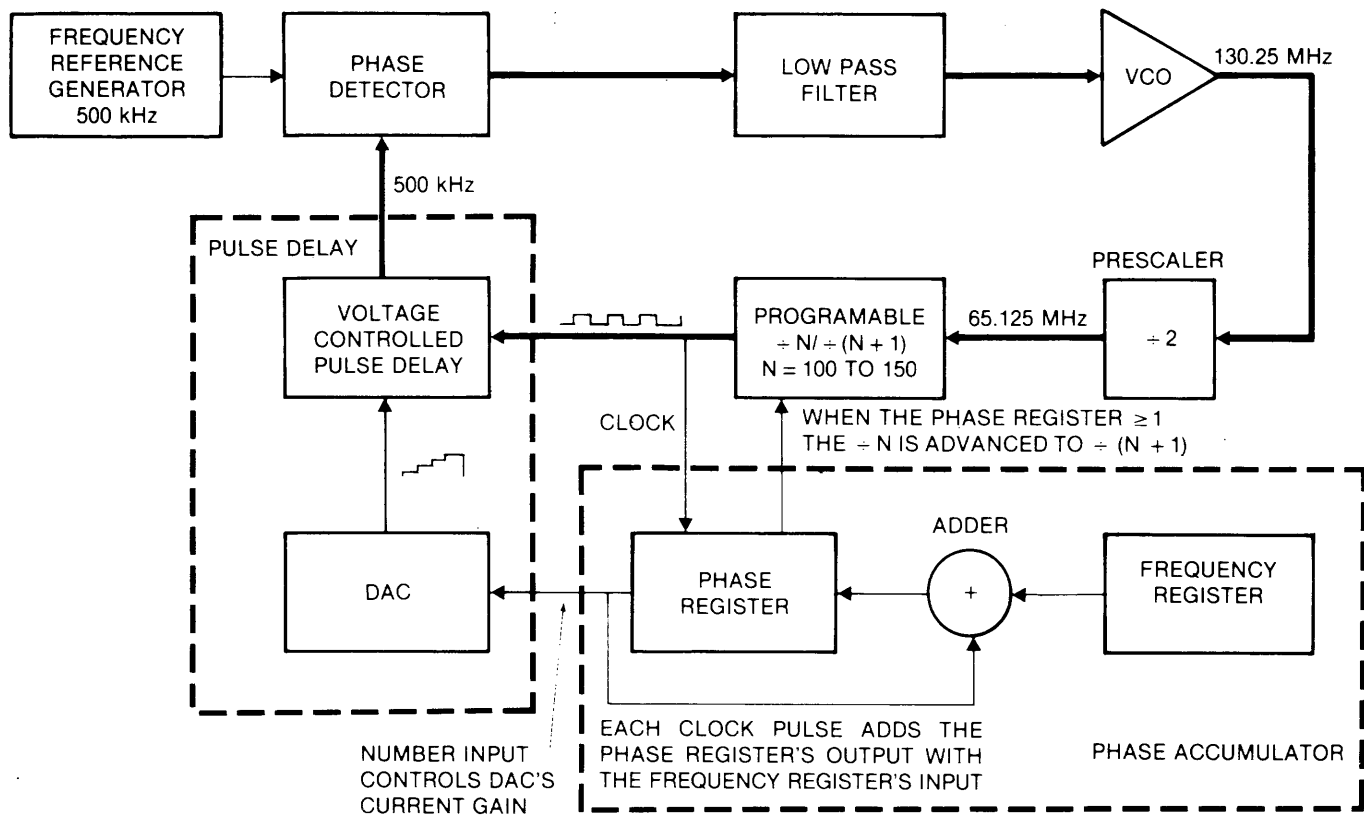 FREQUENCY
REFERENCE
GENERATOR
500 kHz
PHASE
DETECTOR
LOW PASS
FILTER
VCO
130.25 MHz
500 kHz
PULSE DELAY
VOLTAGE
CONTROLLED
PULSE DELAY
PROGRAMABLE
÷ N/ ÷ (N + 1)
N = 100 TO 150
65.125 MHz
PRESCALER
÷ 2
CLOCK
WHEN THE PHASE REGISTER ≥ 1
THE ÷ N IS ADVANCED TO ÷ (N + 1)
DAC
PHASE
REGISTER
ADDER
+
FREQUENCY
REGISTER
NUMBER INPUT
CONTROLS DAC'S
CURRENT GAIN
EACH CLOCK PULSE ADDS THE
PHASE REGISTER'S OUTPUT WITH
THE FREQUENCY REGISTER'S INPUT
PHASE ACCUMULATOR